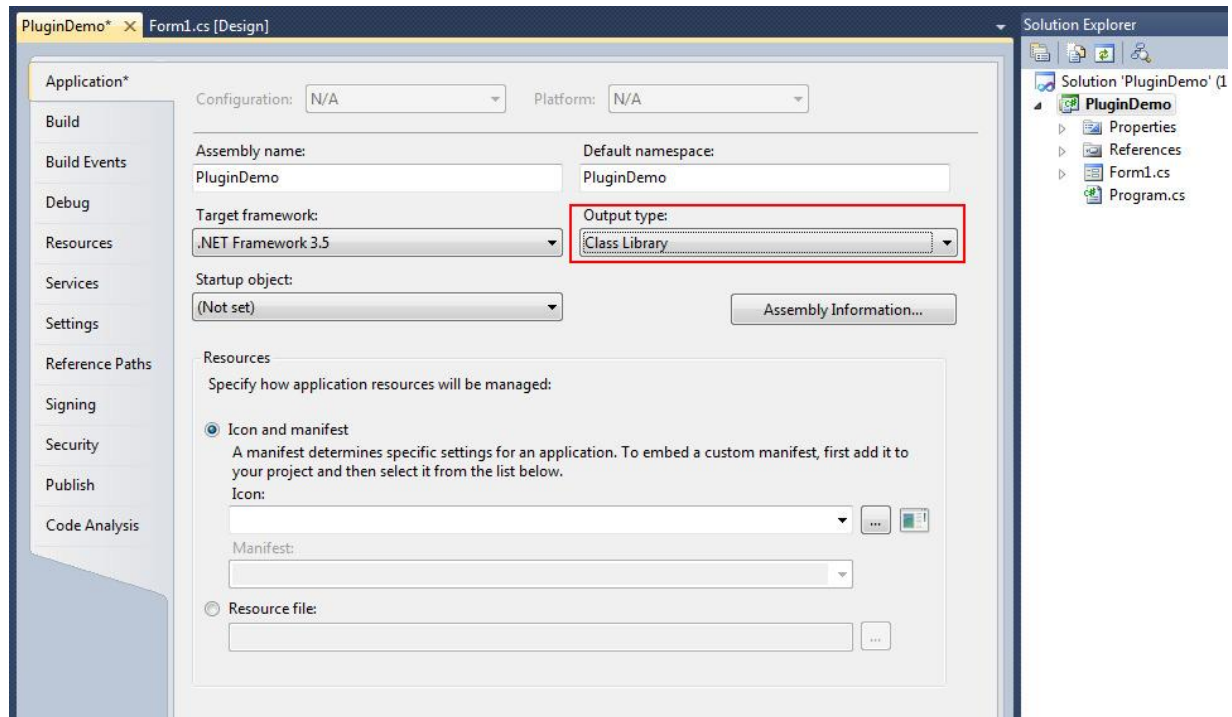 PluginDemo*
Form1.cs [Design]
Solution Explorer
Application*
Build
Build Events
Debug
Resources
Services
Settings
Reference Paths
Signing
Security
Publish
Code Analysis
Configuration: N/A
Platform: N/A
Assembly name:
PluginDemo
Default namespace:
PluginDemo
Target framework:
.NET Framework 3.5
Output type:
Class Library
Startup object:
(Not set)
Assembly Information...
Resources
Specify how application resources will be managed:
Icon and manifest
A manifest determines specific settings for an application. To embed a custom manifest, first add it to
your project and then select it from the list below.
Icon:
...
Manifest:
Resource file:
...
Solution 'PluginDemo' (1
PluginDemo
Properties
References
Form1.cs
Program.cs